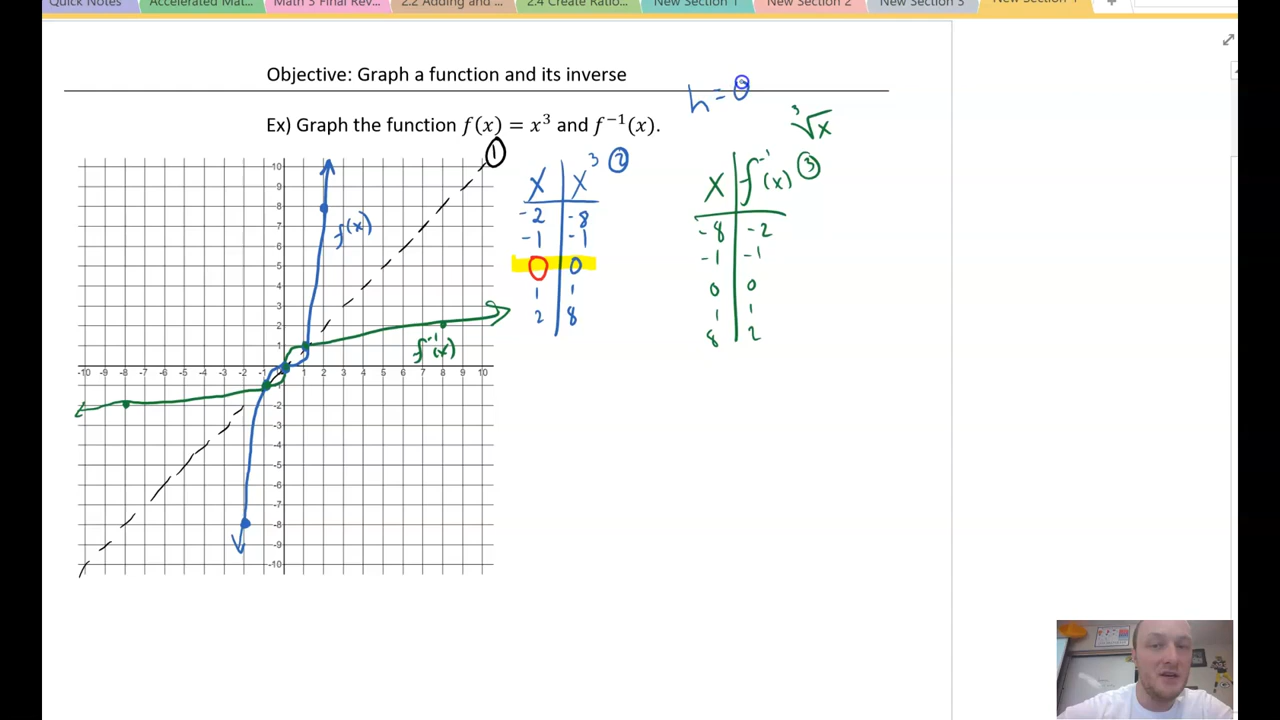 Quick Notes Accelerated Mat... Math 3 Final Rev... 2.2 Adding and ... 2.4 Create Ratio... New Section 1 New Section 2 New Section 3 New Section 4 +
Objective: Graph a function and its inverse
h = 0
Ex) Graph the function f(x) = x³ and f⁻¹(x).
∛x
①
x | x³ ②
-2 | -8
-1 | -1
0 | 0
1 | 1
2 | 8
x | f⁻¹(x) ③
-8 | -2
-1 | -1
0 | 0
1 | 1
8 | 2
f(x)
f⁻¹(x)
10
9
8
7
6
5
4
3
2
1
-10 -9 -8 -7 -6 -5 -4 -3 -2 -1 1 2 3 4 5 6 7 8 9 10
-2
-3
-4
-5
-6
-7
-8
-9
-10